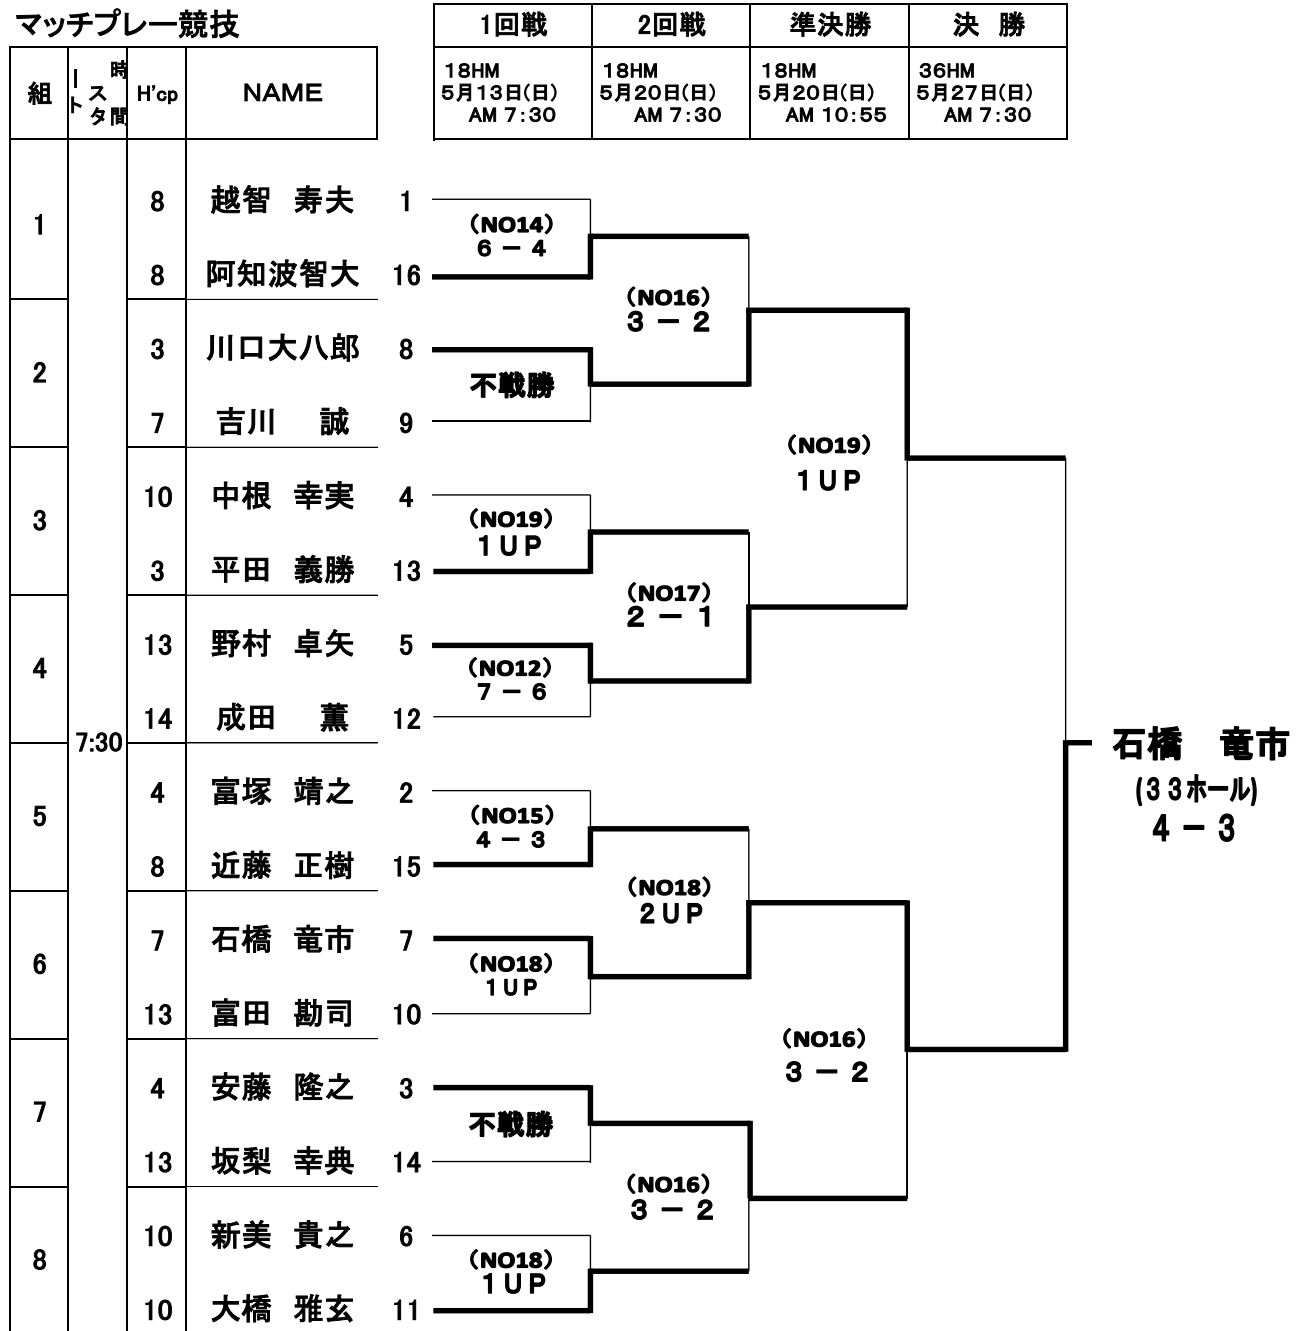 マッチプレー競技
1回戦 2回戦 準決勝 決 勝
組 スタート時間 H'cp NAME
18HM 18HM 18HM 36HM
5月13日(日) 5月20日(日) 5月20日(日) 5月27日(日)
AM 7:30 AM 7:30 AM 10:55 AM 7:30
1
8 越智 寿夫 1
(NO14)
6 － 4
8 阿知波智大 16
(NO16)
3 － 2
2
3 川口大八郎 8
不戦勝
7 吉川 誠 9
(NO19)
1UP
3
10 中根 幸実 4
(NO19)
1UP
3 平田 義勝 13
(NO17)
2 － 1
4
13 野村 卓矢 5
(NO12)
7 － 6
14 成田 薫 12
7:30
石橋 竜市
(33ホール)
4 － 3
5
4 富塚 靖之 2
(NO15)
4 － 3
8 近藤 正樹 15
(NO18)
2UP
6
7 石橋 竜市 7
(NO18)
1UP
13 富田 勘司 10
(NO16)
3 － 2
7
4 安藤 隆之 3
不戦勝
13 坂梨 幸典 14
(NO16)
3 － 2
8
10 新美 貴之 6
(NO18)
1UP
10 大橋 雅玄 11